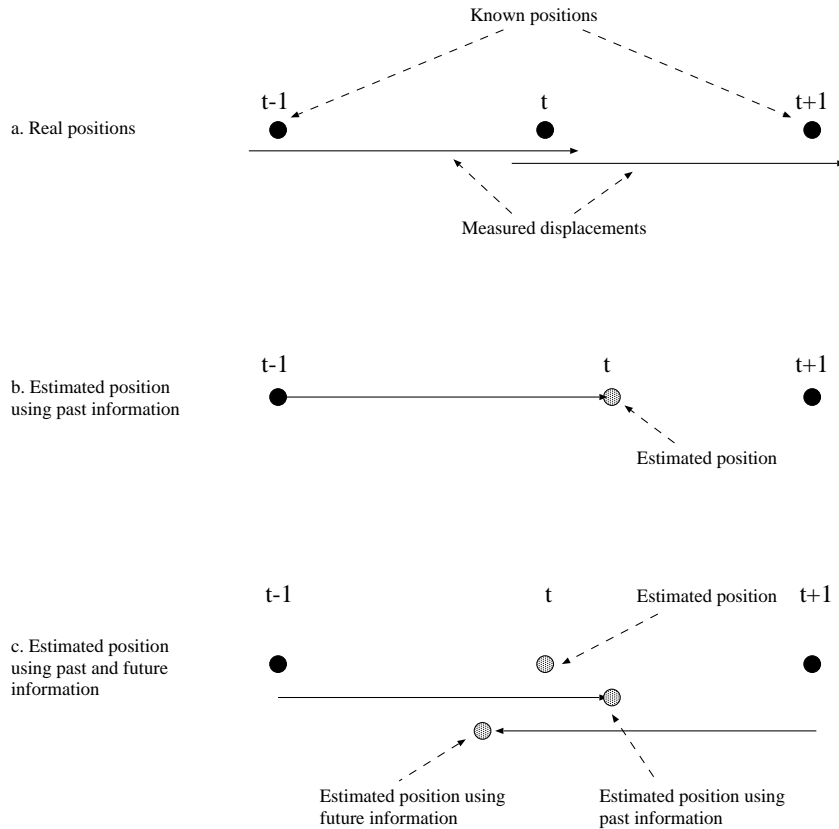 Known positions
t-1
t
t+1
a. Real positions
Measured displacements
t-1
t
t+1
b. Estimated position
using past information
Estimated position
t-1
t
Estimated position
t+1
c. Estimated position
using past and future
information
Estimated position using
future information
Estimated position using
past information